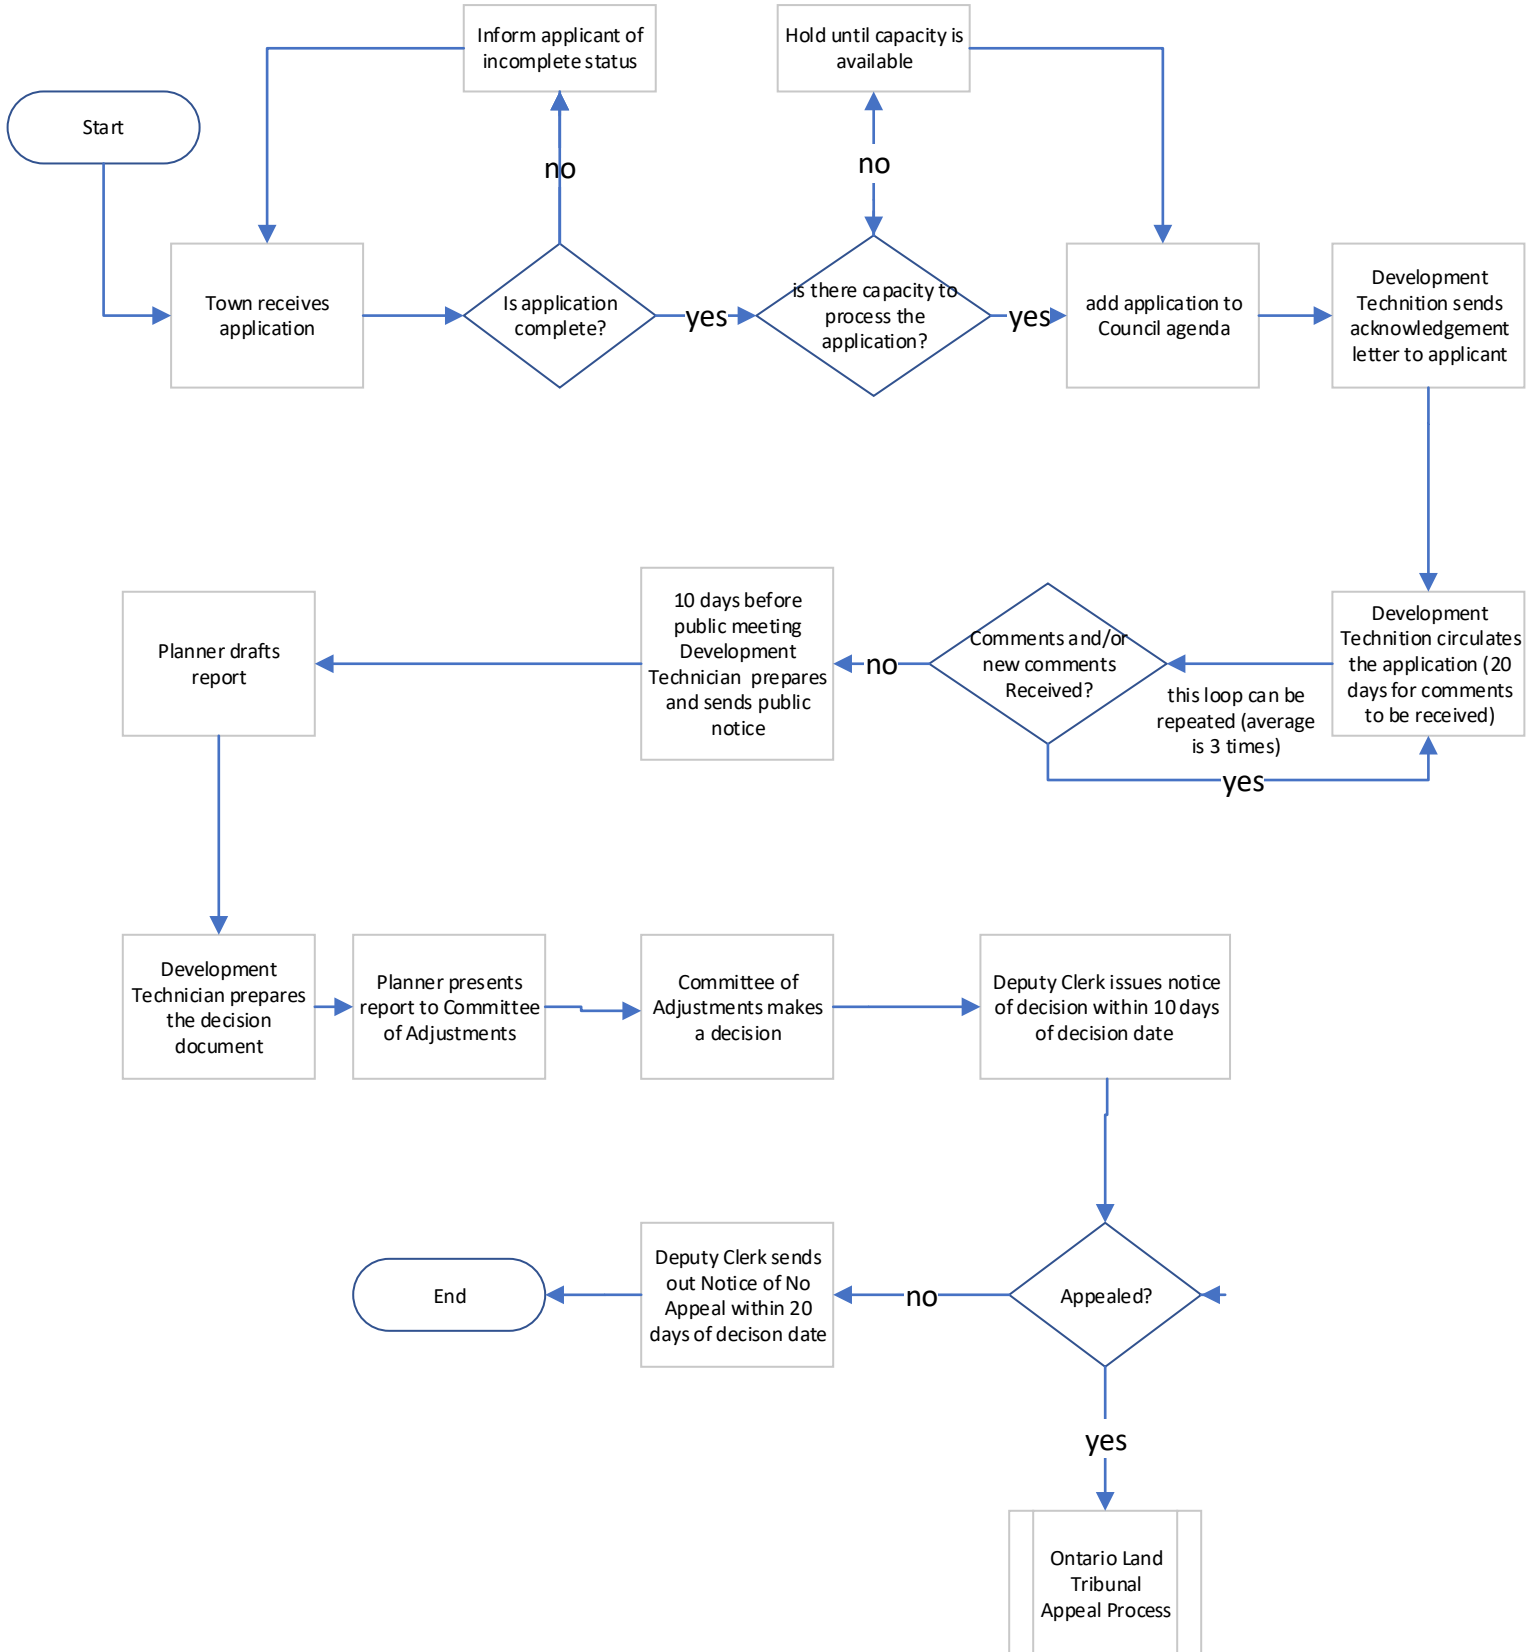 Inform applicant of
incomplete status
Hold until capacity is
available
Start
no
no
Town receives
application
Is application
complete?
yes
is there capacity to
process the
application?
yes
add application to
Council agenda
Development
Technition sends
acknowledgement
letter to applicant
Planner drafts
report
10 days before
public meeting
Development
Technician prepares
and sends public
notice
no
Comments and/or
new comments
Received?
this loop can be
repeated (average
is 3 times)
yes
Development
Technition circulates
the application (20
days for comments
to be received)
Development
Technician prepares
the decision
document
Planner presents
report to Committee
of Adjustments
Committee of
Adjustments makes
a decision
Deputy Clerk issues notice
of decision within 10 days
of decision date
End
Deputy Clerk sends
out Notice of No
Appeal within 20
days of decison date
no
Appealed?
yes
Ontario Land
Tribunal
Appeal Process